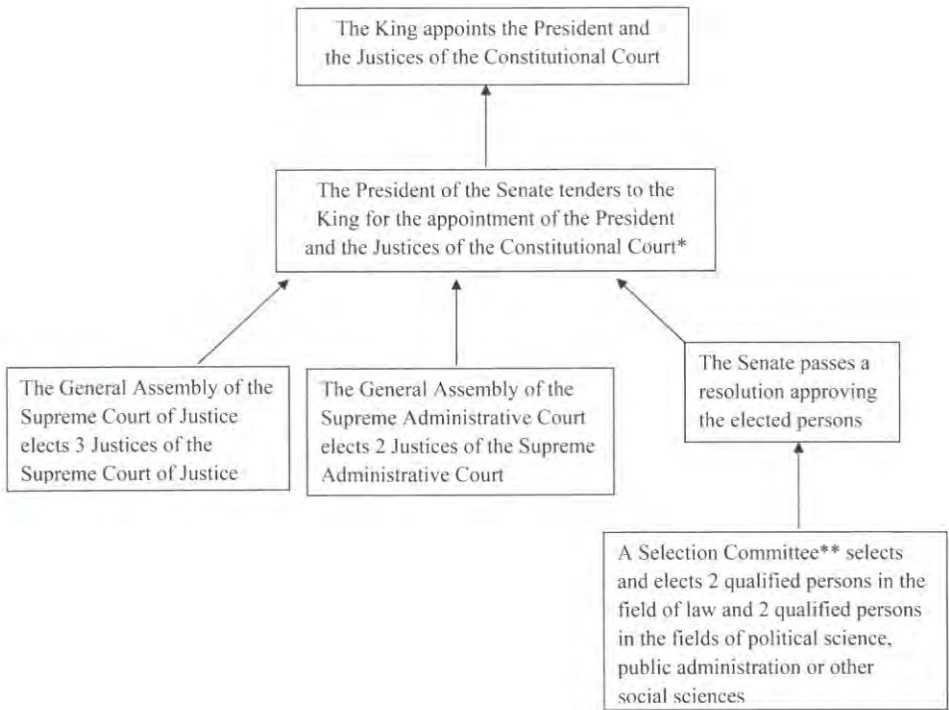 The King appoints the President and
the Justices of the Constitutional Court
The President of the Senate tenders to the
King for the appointment of the President
and the Justices of the Constitutional Court*
The General Assembly of the
Supreme Court of Justice
elects 3 Justices of the
Supreme Court of Justice
The General Assembly of the
Supreme Administrative Court
elects 2 Justices of the Supreme
Administrative Court
The Senate passes a
resolution approving
the elected persons
A Selection Committee** selects
and elects 2 qualified persons in the
field of law and 2 qualified persons
in the fields of political science,
public administration or other
social sciences